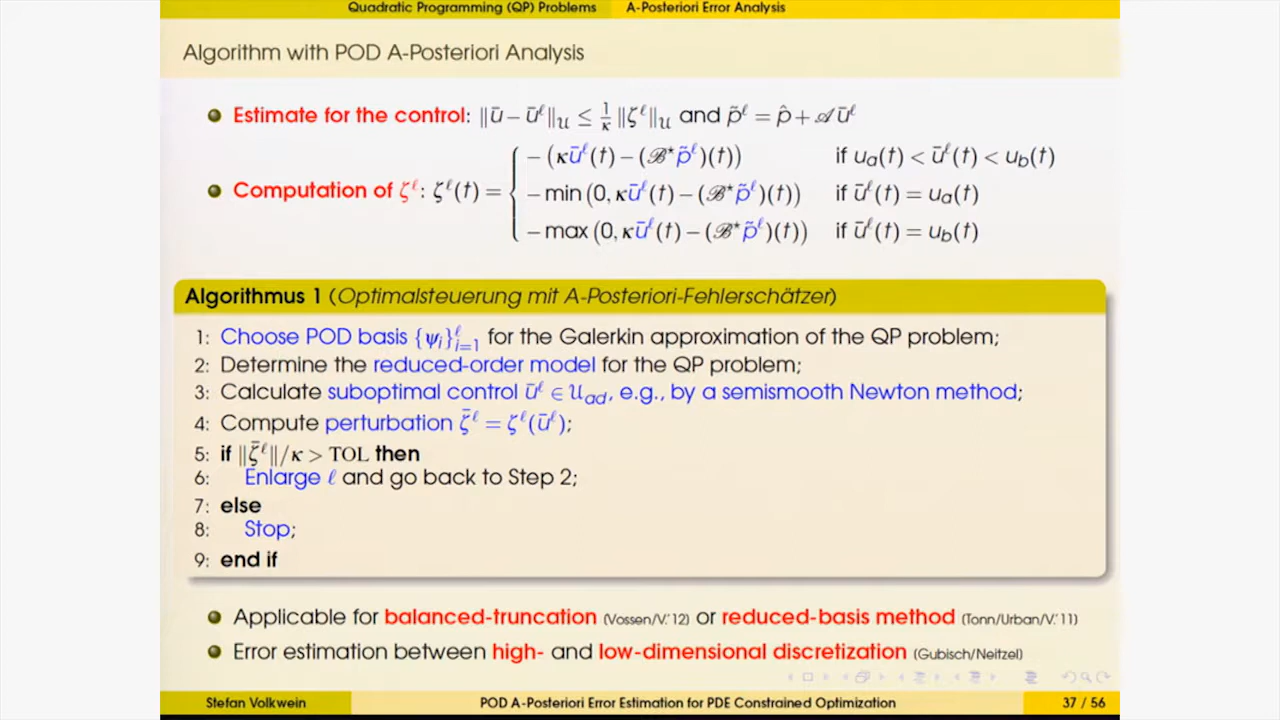 Quadratic Programming (QP) Problems A-Posteriori Error Analysis
Algorithm with POD A-Posteriori Analysis
Estimate for the control: ‖ū − ū^ℓ‖_𝒰 ≤ 1/κ ‖ζ^ℓ‖_𝒰 and p̃^ℓ = p̂ + 𝒜ū^ℓ
Computation of ζ^ℓ: ζ^ℓ(t) = {
−(κū^ℓ(t) − (ℬ*p̃^ℓ)(t)) if u_a(t) < ū^ℓ(t) < u_b(t)
−min(0, κū^ℓ(t) − (ℬ*p̃^ℓ)(t)) if ū^ℓ(t) = u_a(t)
−max(0, κū^ℓ(t) − (ℬ*p̃^ℓ)(t)) if ū^ℓ(t) = u_b(t)
Algorithmus 1 (Optimalsteuerung mit A-Posteriori-Fehlerschätzer)
1: Choose POD basis {ψ_i}_{i=1}^ℓ for the Galerkin approximation of the QP problem;
2: Determine the reduced-order model for the QP problem;
3: Calculate suboptimal control ū^ℓ ∈ 𝒰_ad, e.g., by a semismooth Newton method;
4: Compute perturbation ζ̄^ℓ = ζ^ℓ(ū^ℓ);
5: if ‖ζ̄^ℓ‖/κ > TOL then
6: Enlarge ℓ and go back to Step 2;
7: else
8: Stop;
9: end if
Applicable for balanced-truncation (Vossen/V.'12) or reduced-basis method (Tonn/Urban/V.'11)
Error estimation between high- and low-dimensional discretization (Gubisch/Neitzel)
Stefan Volkwein POD A-Posteriori Error Estimation for PDE Constrained Optimization 37 / 56